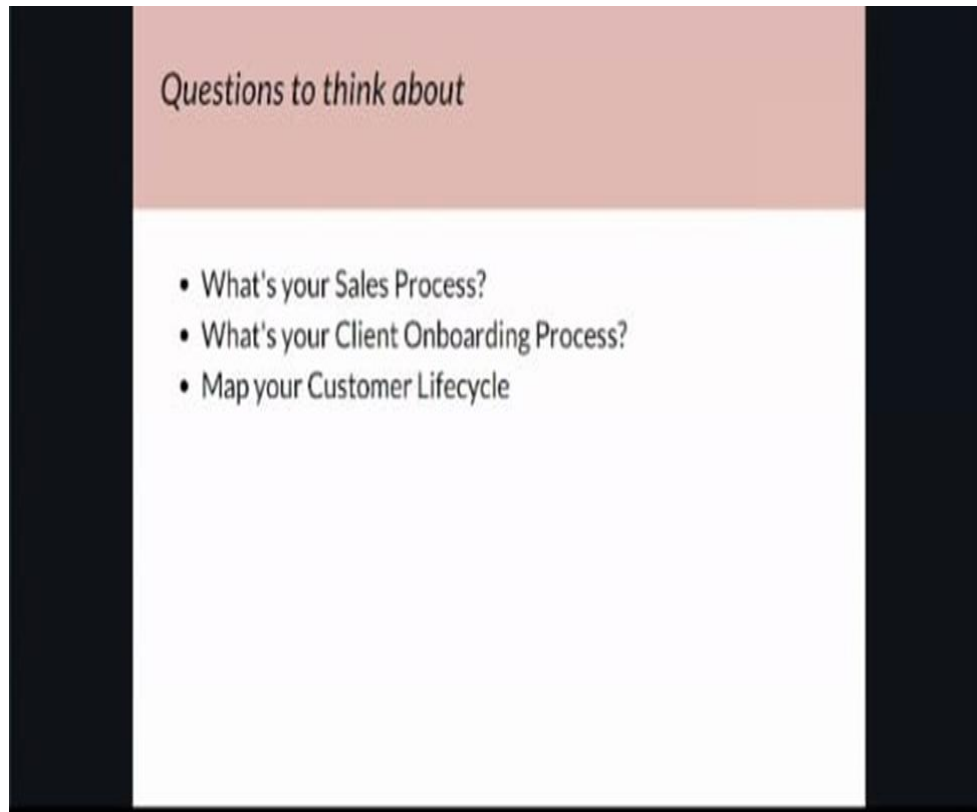 Questions to think about
• What's your Sales Process?
• What's your Client Onboarding Process?
• Map your Customer Lifecycle